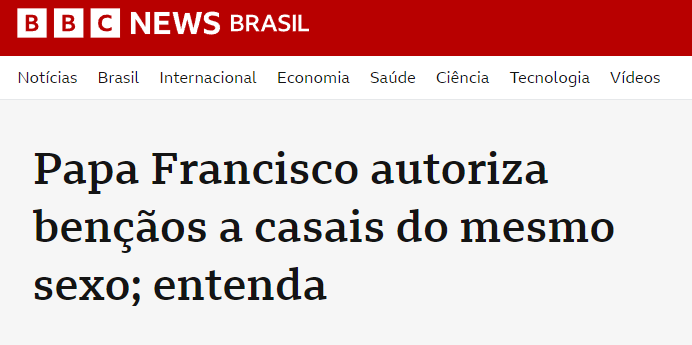 BBC NEWS BRASIL
Notícias Brasil Internacional Economia Saúde Ciência Tecnologia Vídeos
Papa Francisco autoriza
bençãos a casais do mesmo
sexo; entenda